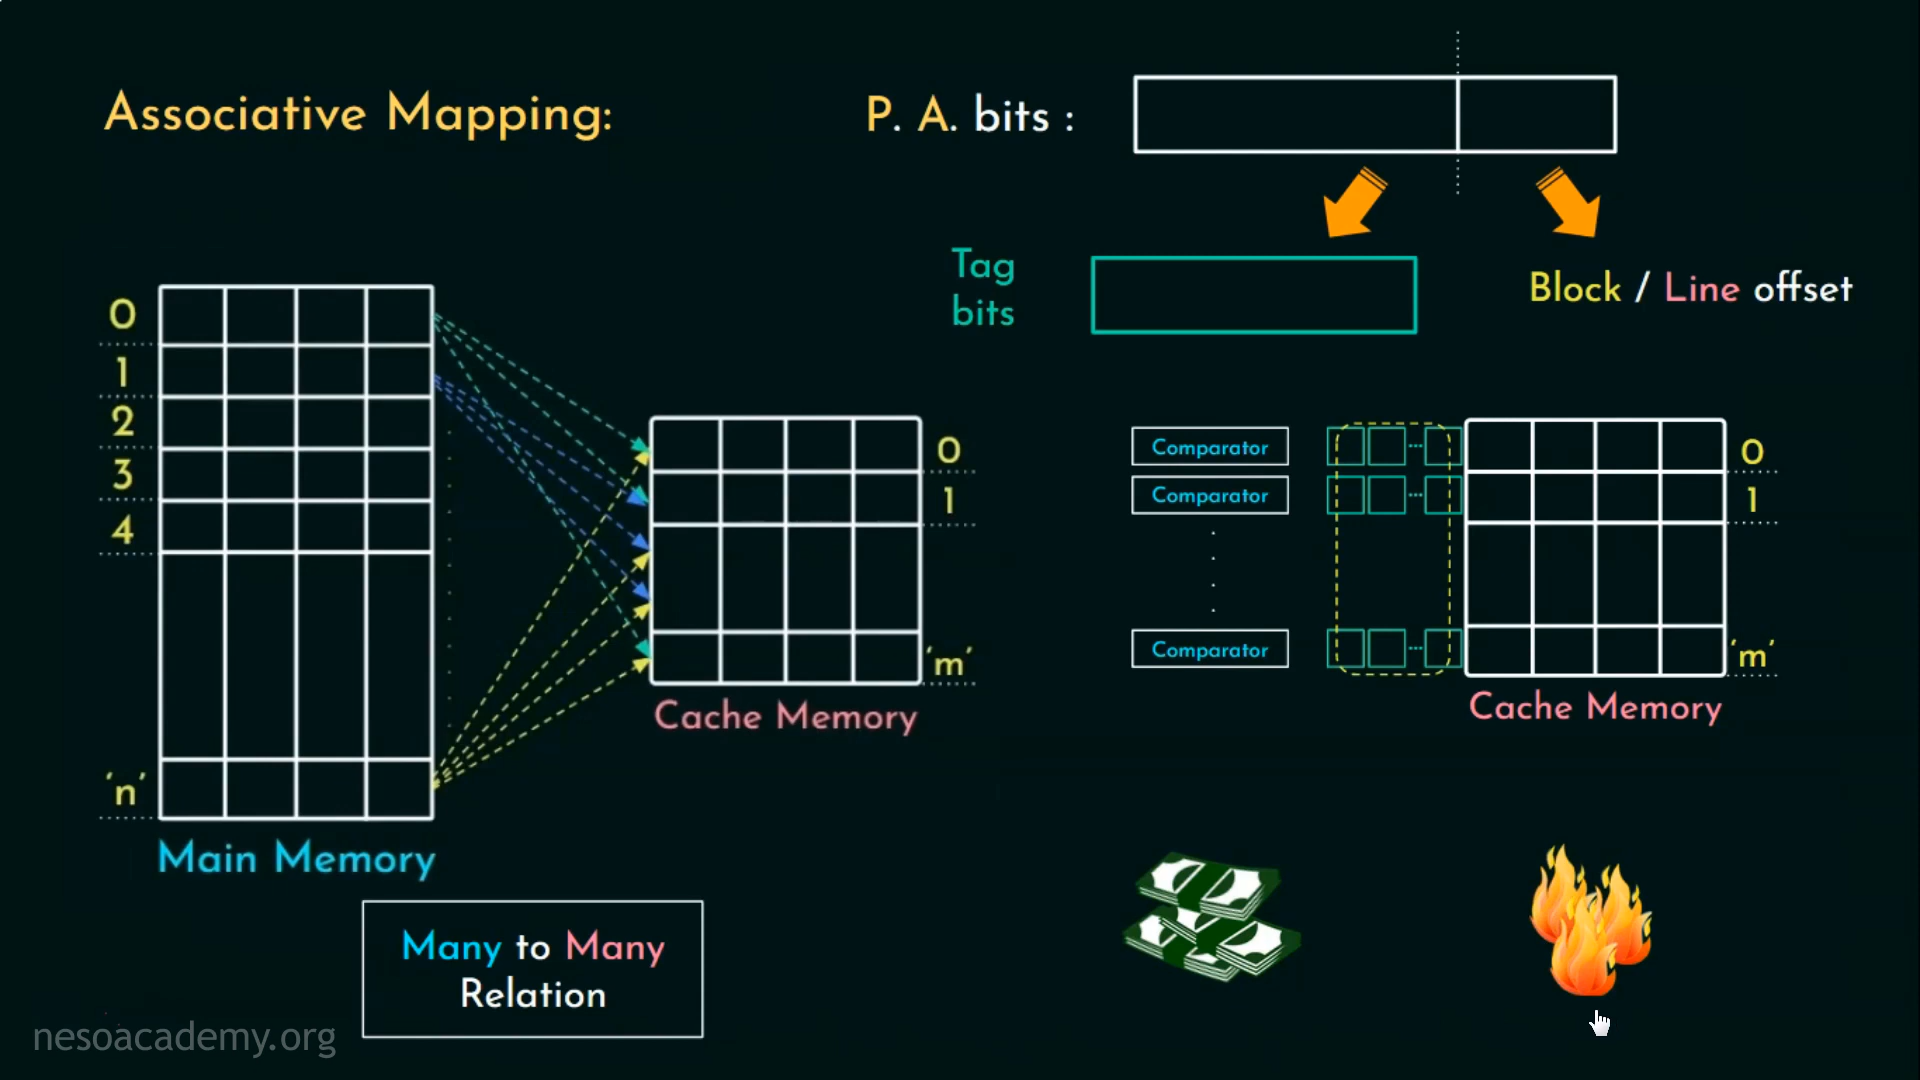 Associative Mapping:
P. A. bits :
Tag
bits
Block / Line offset
0
1
2
3
4
'n'
Main Memory
0
1
'm'
Cache Memory
Comparator
Comparator
Comparator
0
1
'm'
Cache Memory
Many to Many
Relation
nesoacademy.org